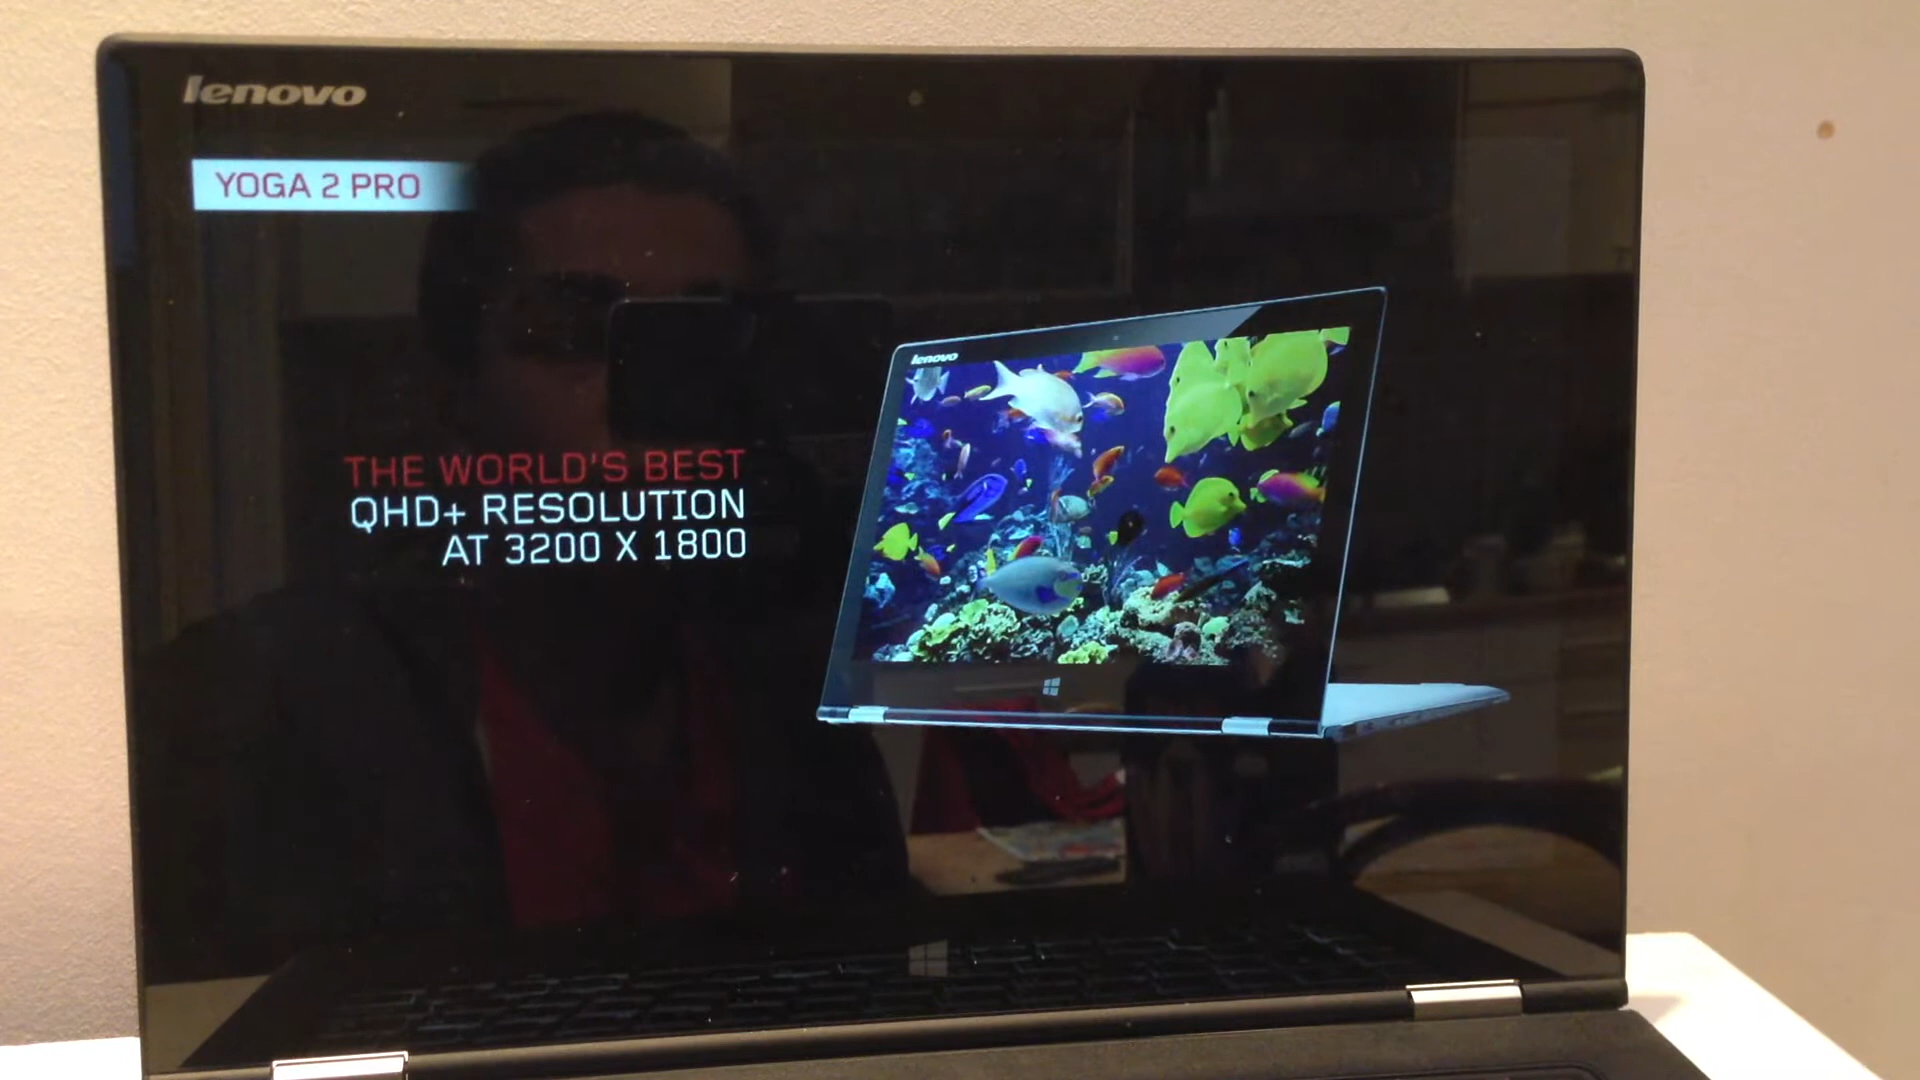 lenovo
YOGA 2 PRO
lenovo
THE WORLD'S BEST
QHD+ RESOLUTION
AT 3200 X 1800